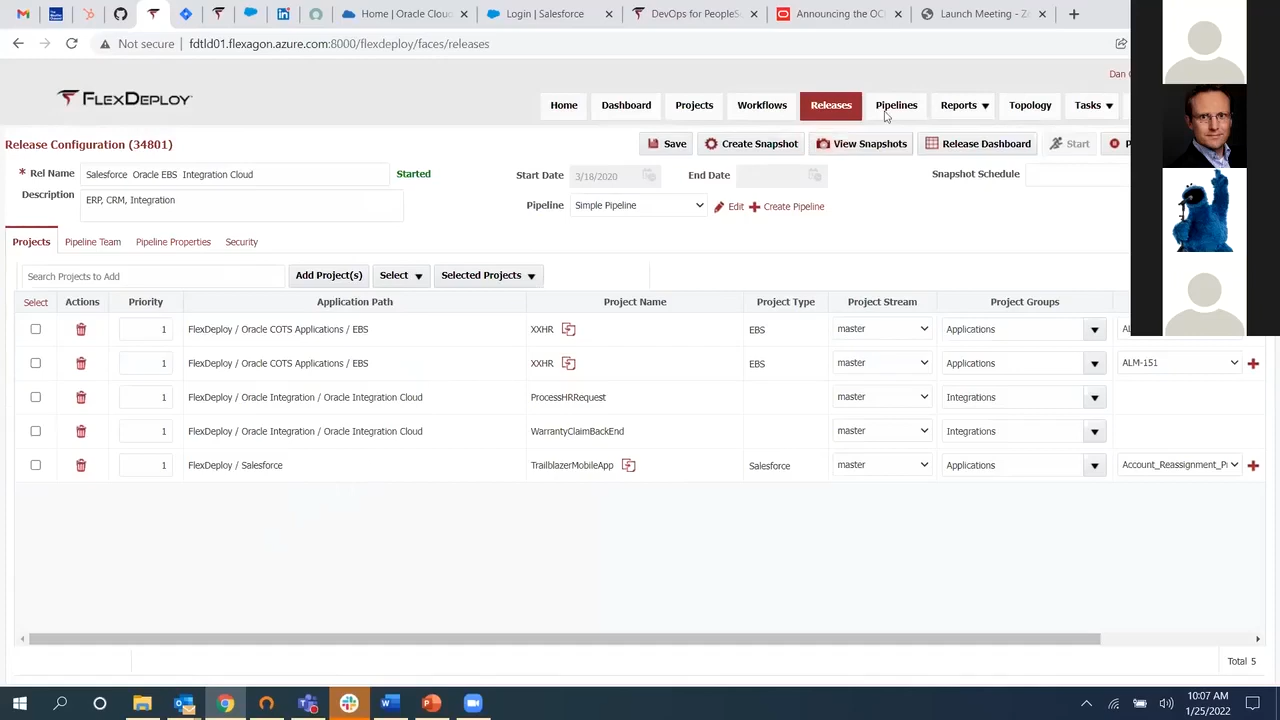 Home | Oracle Cloud
Login | Salesforce
DevOps for PeopleS
Announcing the OC
Launch Meeting - Z
Not secure
fdtld01.flexagon.azure.com:8000/flexdeploy/faces/releases
Dan
FLEXDEPLOY
Home
Dashboard
Projects
Workflows
Releases
Pipelines
Reports
Topology
Tasks
Release Configuration (34801)
Save
Create Snapshot
View Snapshots
Release Dashboard
Start
* Rel Name
Salesforce Oracle EBS Integration Cloud
Started
Start Date
3/18/2020
End Date
Snapshot Schedule
Description
ERP, CRM, Integration
Pipeline
Simple Pipeline
Edit
Create Pipeline
Projects
Pipeline Team
Pipeline Properties
Security
Search Projects to Add
Add Project(s)
Select
Selected Projects
Select Actions Priority Application Path Project Name Project Type Project Stream Project Groups
1 FlexDeploy / Oracle COTS Applications / EBS XXHR EBS master Applications
1 FlexDeploy / Oracle COTS Applications / EBS XXHR EBS master Applications ALM-151
1 FlexDeploy / Oracle Integration / Oracle Integration Cloud ProcessHRRequest master Integrations
1 FlexDeploy / Oracle Integration / Oracle Integration Cloud WarrantyClaimBackEnd master Integrations
1 FlexDeploy / Salesforce TrailblazerMobileApp Salesforce master Applications Account_Reassignment_P
Total 5
10:07 AM
1/25/2022